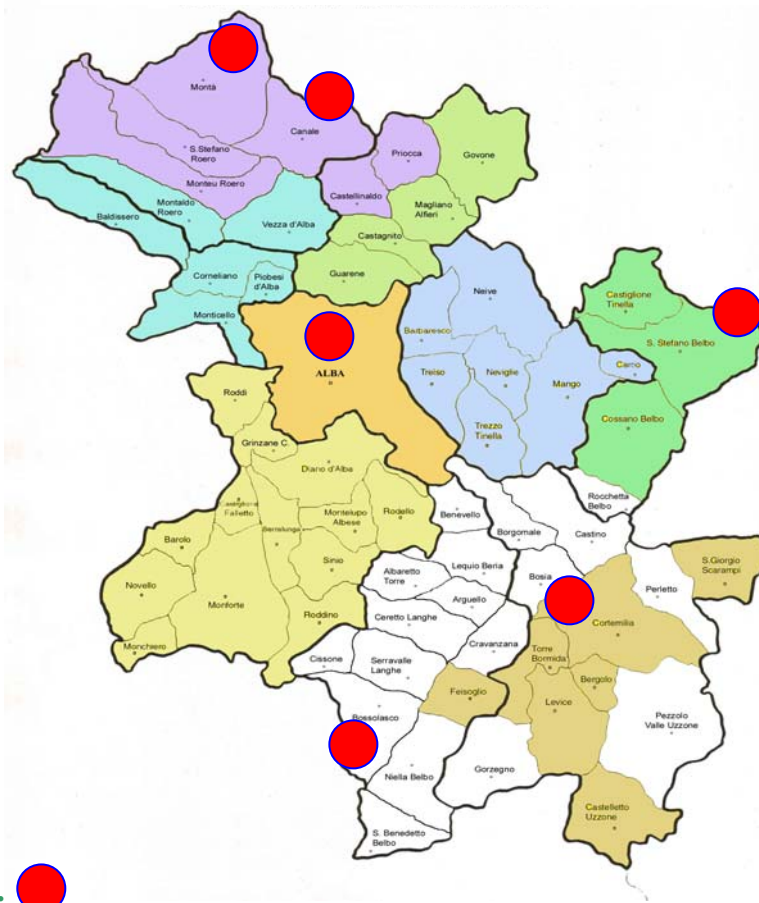 Montà
Canale
S.Stefano
Roero
Priocca
Govone
Monteu Roero
Castellinaldo
Magliano
Alfieri
Montaldo
Roero
Baldissero
Vezza d'Alba
Castagnito
Corneliano
Piobesi
d'Alba
Guarene
Neive
Castiglione
Tinella
Monticello
Barbaresco
S. Stefano Belbo
ALBA
Treiso
Neviglie
Mango
Roddi
Cossano Belbo
Trezzo
Tinella
Grinzane C.
Diano d'Alba
Rocchetta
Belbo
Falletto
Montelupo
Albese
Rodello
Benevello
Borgomale
Castino
Barolo
Sinio
Lequio Beria
Albaretto
Torre
Bosia
S.Giorgio
Scarampi
Perletto
Novello
Monforte
Arguello
Roddino
Ceretto Langhe
Cortemilia
Monchiero
Cravanzana
Cissone
Serravalle
Langhe
Torre
Bormida
Bergolo
Feisoglio
Levice
Bossolasco
Pezzolo
Valle Uzzone
Niella Belbo
Gorzegno
Castelletto
Uzzone
S. Benedetto
Belbo